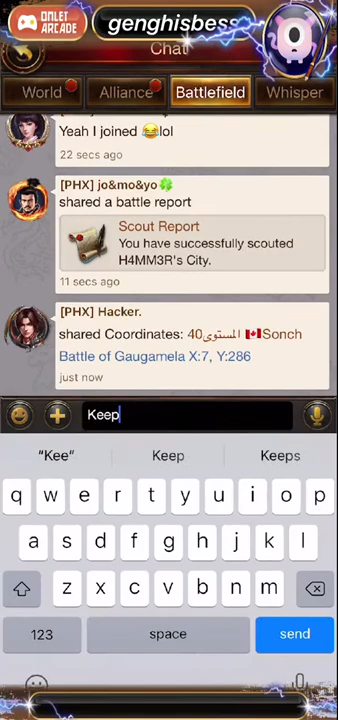 OMLET
ARCADE
genghisbess
Chat
World
Alliance
Battlefield
Whisper
Yeah I joined 😂lol
22 secs ago
[PHX] jo&mo&yo🍀
shared a battle report
Scout Report
You have successfully scouted
H4MM3R's City.
11 secs ago
[PHX] Hacker.
shared Coordinates: 40المستوى 🇨🇦Sonch
Battle of Gaugamela X:7, Y:286
just now
Keep
“Kee“ Keep Keeps
q w e r t y u i o p
a s d f g h j k l
z x c v b n m
123 space send